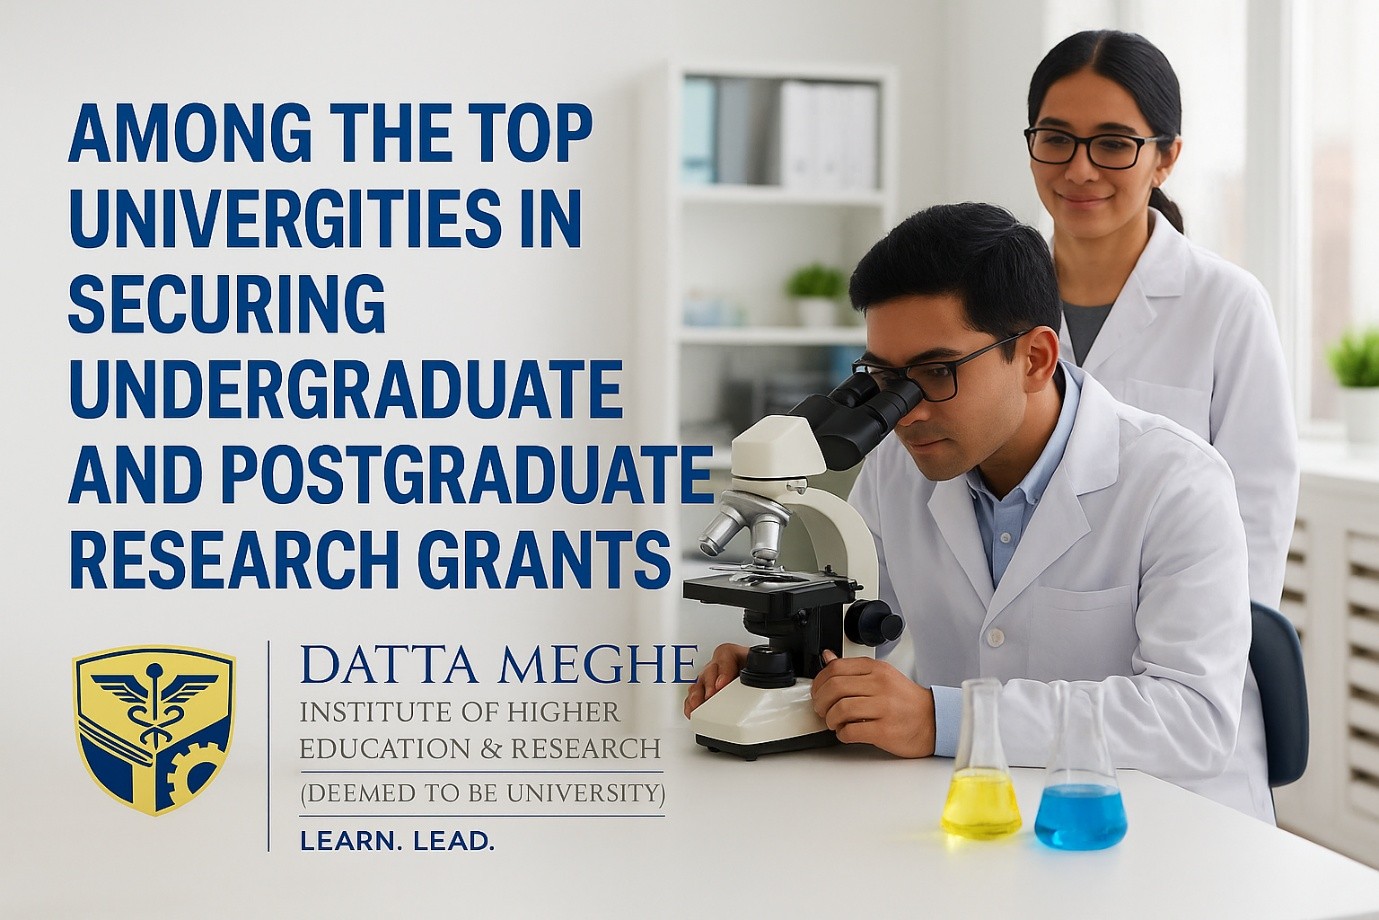 AMONG THE TOP
UNIVERGITIES IN
SECURING
UNDERGRADUATE
AND POSTGRADUATE
RESEARCH GRANTS
DATTA MEGHE
INSTITUTE OF HIGHER
EDUCATION & RESEARCH
(DEEMED TO BE UNIVERSITY)
LEARN. LEAD.